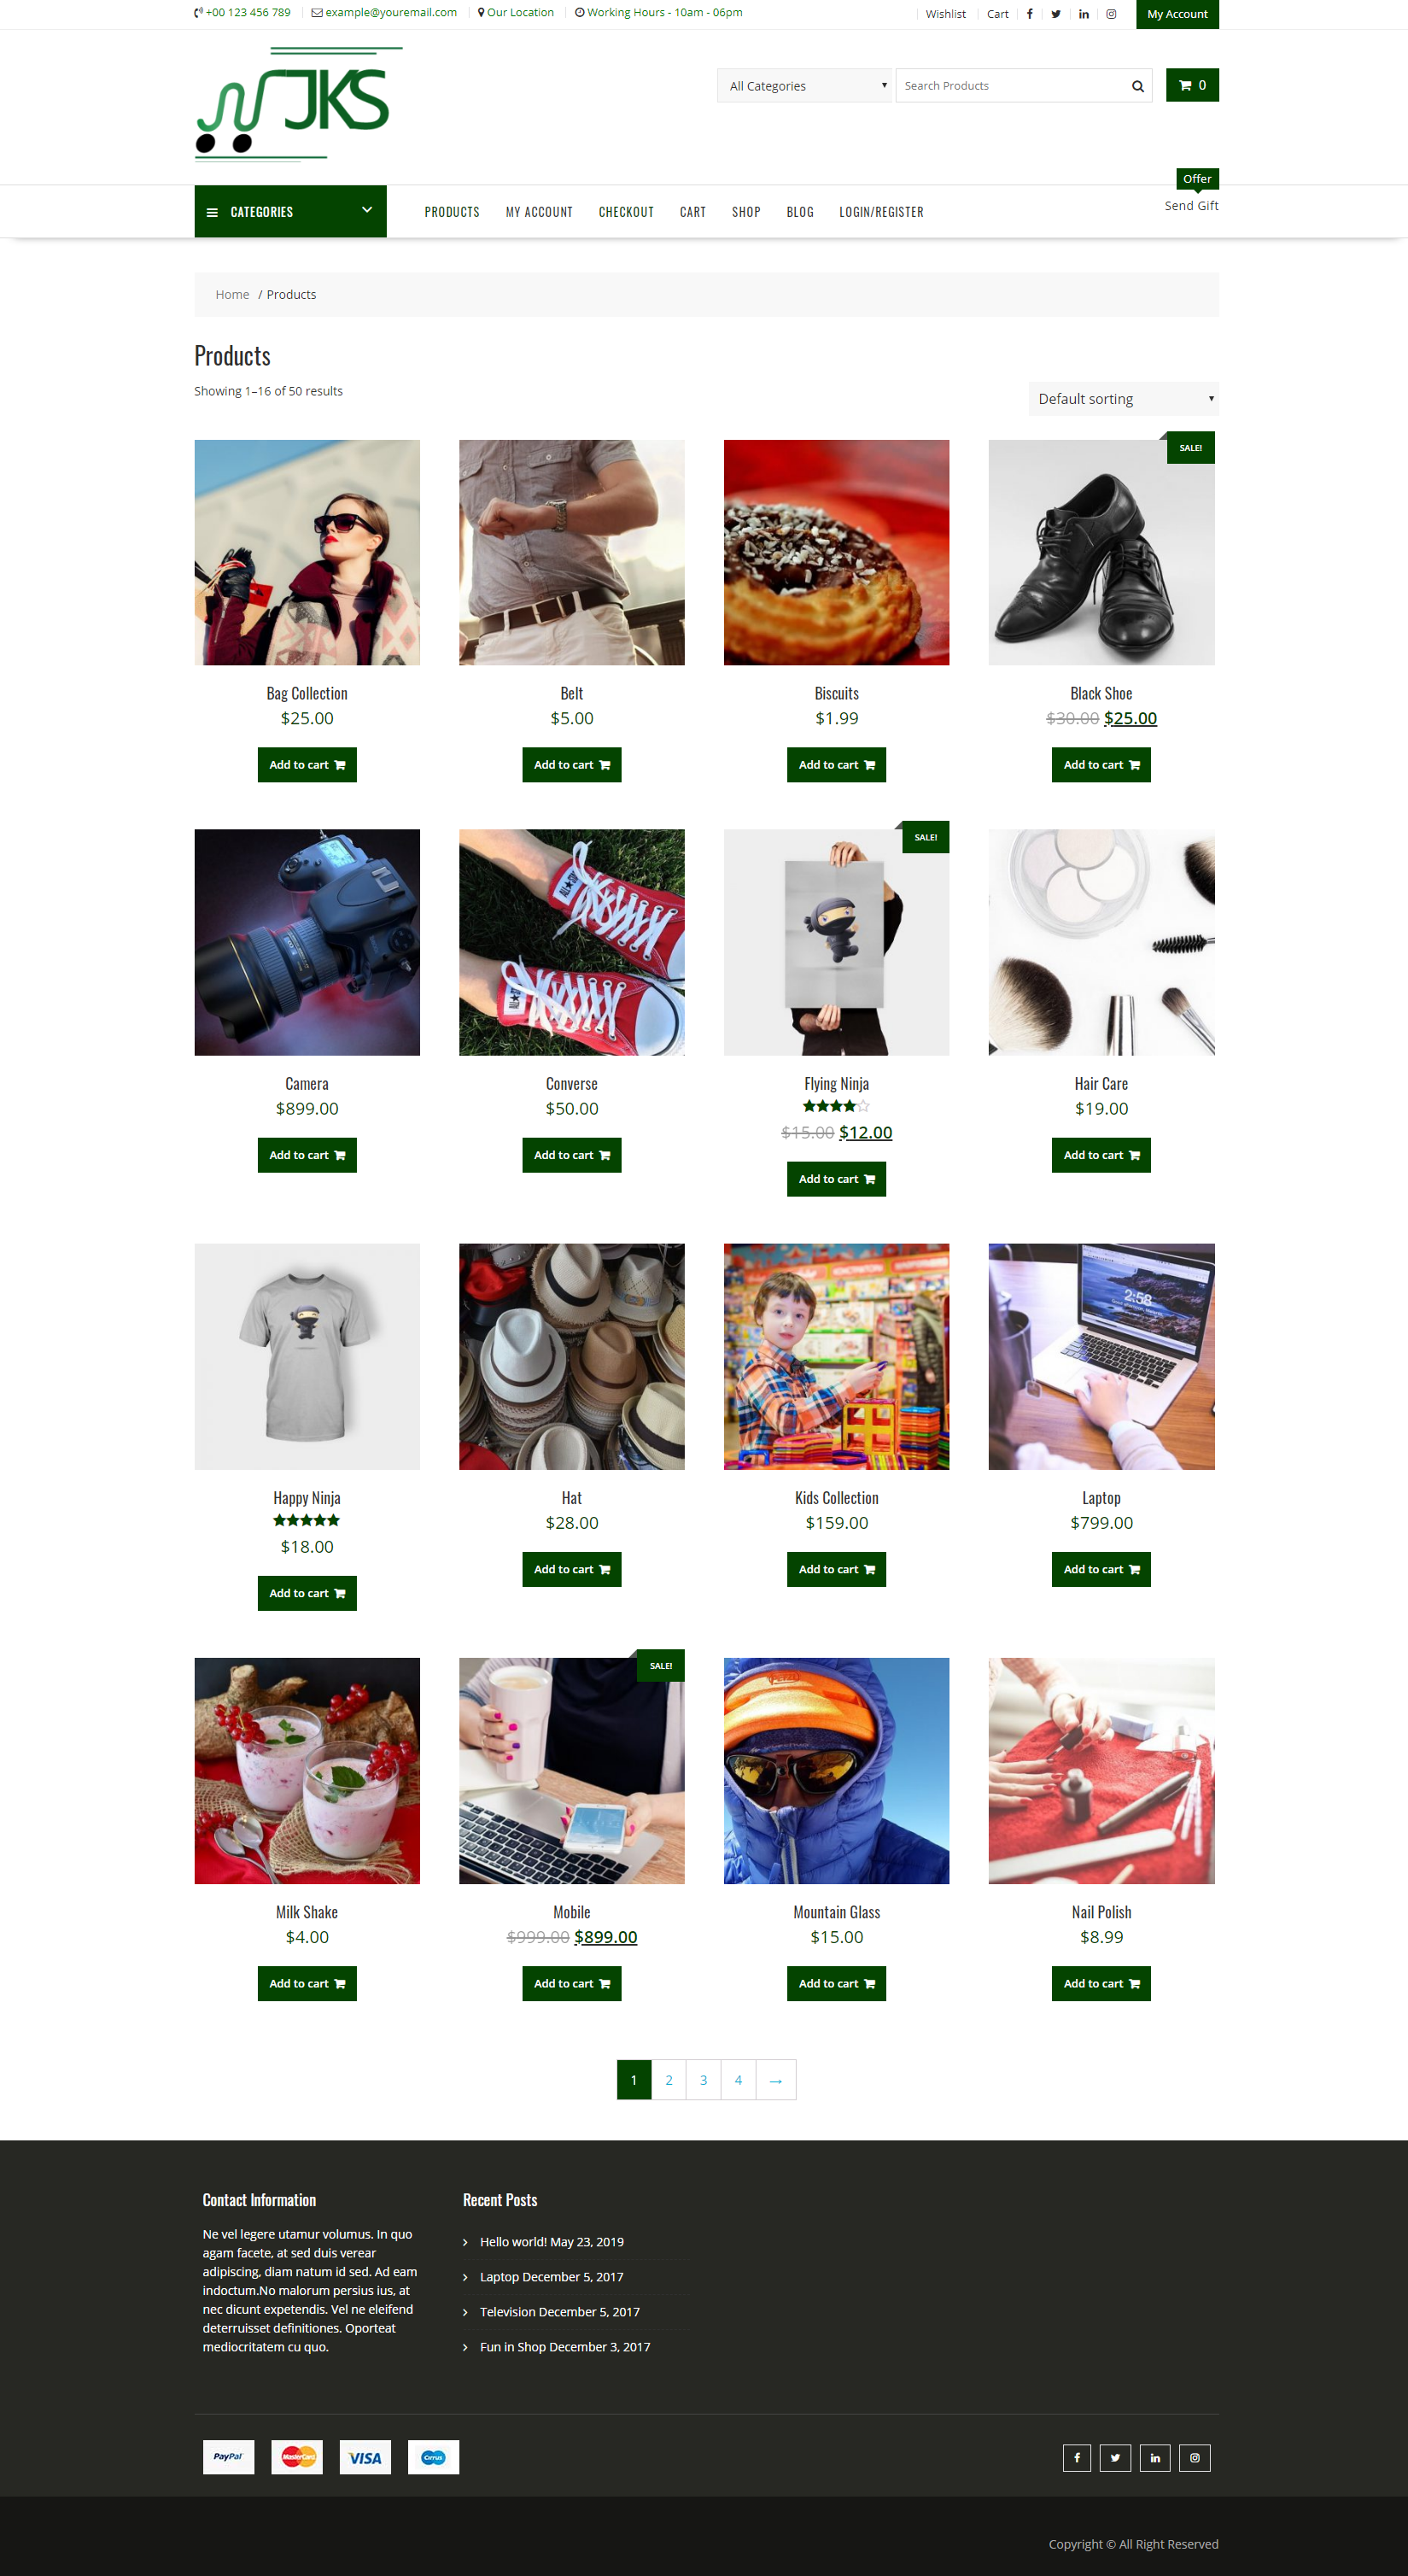 +00 123 456 789 example@youremail.com Our Location Working Hours - 10am - 06pm Wishlist Cart My Account
JKS
All Categories Search Products 0
Offer
CATEGORIES PRODUCTS MY ACCOUNT CHECKOUT CART SHOP BLOG LOGIN/REGISTER Send Gift
Home / Products
Products
Showing 1–16 of 50 results
Default sorting
SALE!
Bag Collection Belt Biscuits Black Shoe
$25.00 $5.00 $1.99 $30.00 $25.00
Add to cart Add to cart Add to cart Add to cart
SALE!
ALL STAR
ALL STAR
Camera Converse Flying Ninja Hair Care
$899.00 $50.00 $15.00 $12.00 $19.00
Add to cart Add to cart Add to cart Add to cart
2:58
Happy Ninja Hat Kids Collection Laptop
$18.00 $28.00 $159.00 $799.00
Add to cart Add to cart Add to cart Add to cart
SALE!
Milk Shake Mobile Mountain Glass Nail Polish
$4.00 $999.00 $899.00 $15.00 $8.99
Add to cart Add to cart Add to cart Add to cart
1 2 3 4 →
Contact Information
Ne vel legere utamur volumus. In quo
agam facete, at sed duis verear
adipiscing, diam natum id sed. Ad eam
indoctum.No malorum persius ius, at
nec dicunt expetendis. Vel ne eleifend
deterruisset definitiones. Oporteat
mediocritatem cu quo.
Recent Posts
Hello world! May 23, 2019
Laptop December 5, 2017
Television December 5, 2017
Fun in Shop December 3, 2017
PayPal MasterCard VISA Cirrus
Copyright © All Right Reserved